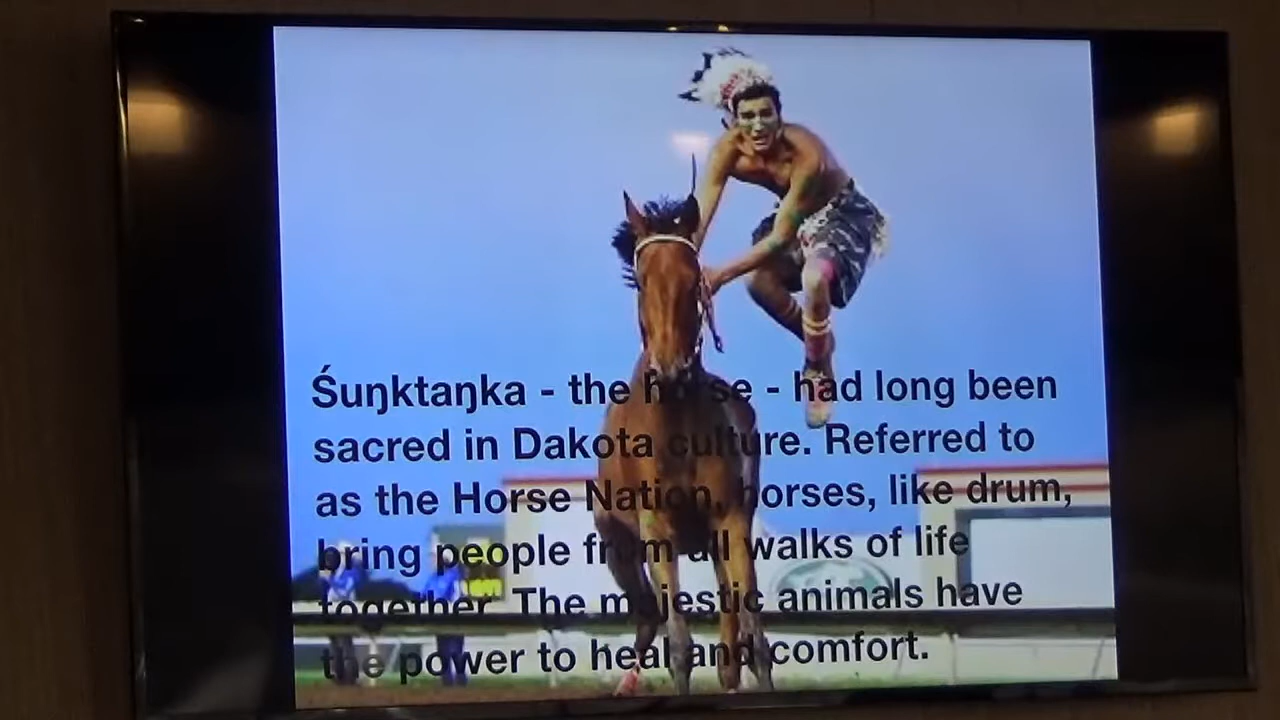 Śuŋktaŋka - the horse - had long been
sacred in Dakota culture. Referred to
as the Horse Nation, horses, like drum,
bring people from all walks of life
together. The majestic animals have
the power to heal and comfort.